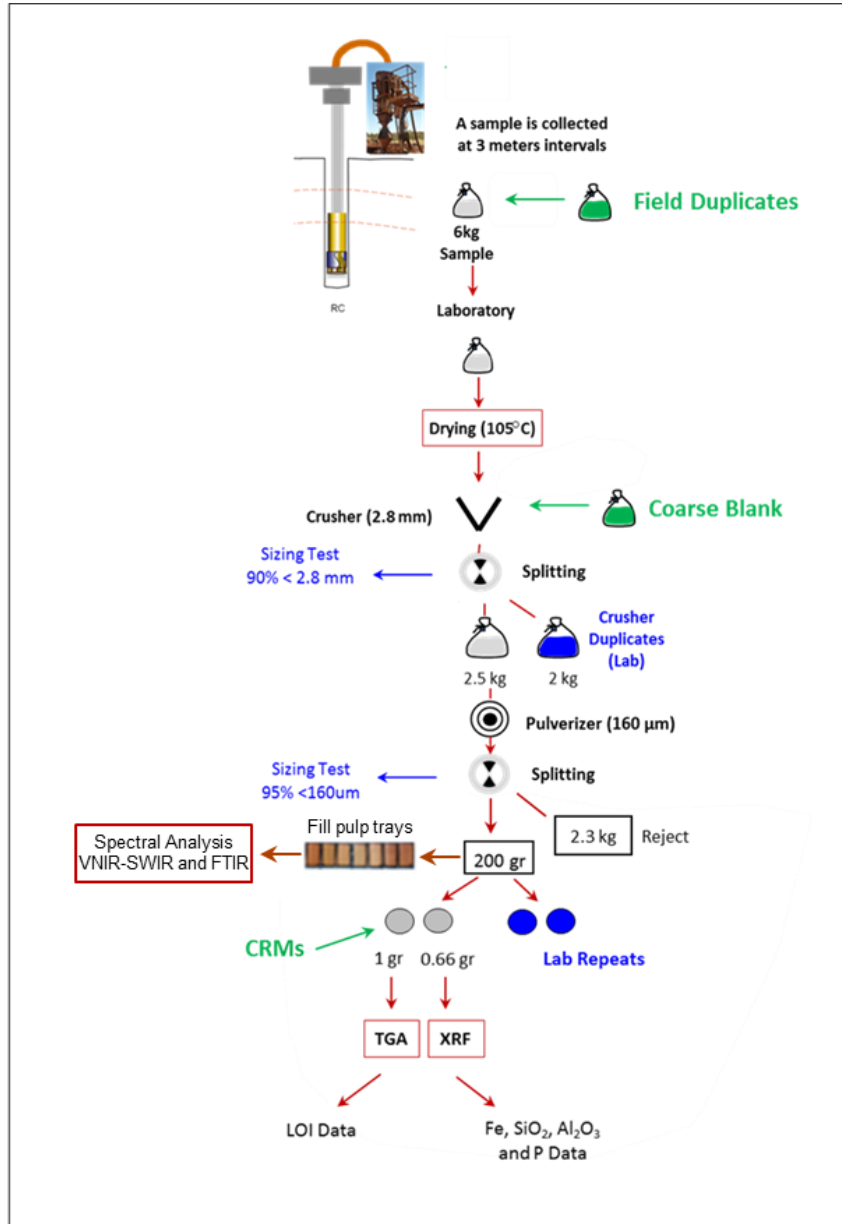 A sample is collected
at 3 meters intervals
Field Duplicates
6kg
Sample
RC
Laboratory
Drying (105°C)
Crusher (2.8 mm)
Coarse Blank
Sizing Test
90% < 2.8 mm
Splitting
Crusher
Duplicates
(Lab)
2.5 kg
2 kg
Pulverizer (160 µm)
Sizing Test
95% <160um
Splitting
2.3 kg
Reject
Spectral Analysis
VNIR-SWIR and FTIR
Fill pulp trays
200 gr
CRMs
1 gr
0.66 gr
Lab Repeats
TGA
XRF
LOI Data
Fe, SiO₂, Al₂O₃
and P Data